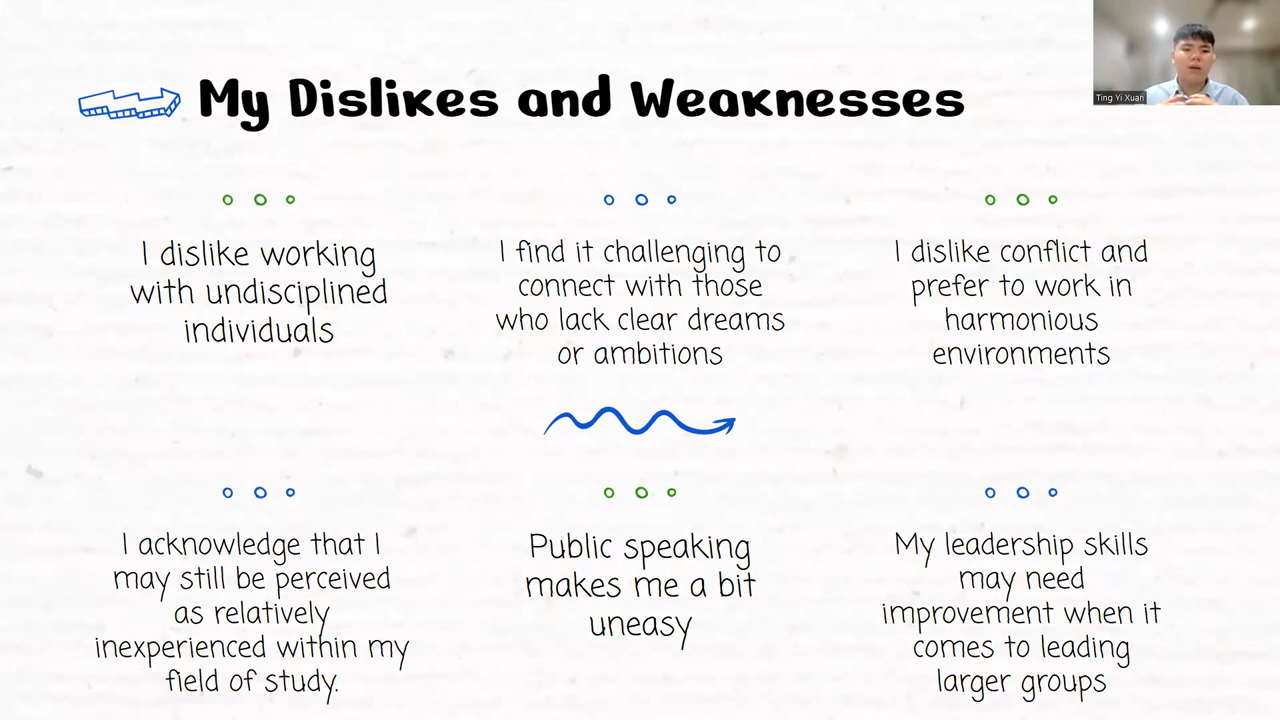 My Dislikes and Weaknesses
Ting Yi Xuan
I dislike working
with undisciplined
individuals
I find it challenging to
connect with those
who lack clear dreams
or ambitions
I dislike conflict and
prefer to work in
harmonious
environments
I acknowledge that I
may still be perceived
as relatively
inexperienced within my
field of study.
Public speaking
makes me a bit
uneasy
My leadership skills
may need
improvement when it
comes to leading
larger groups